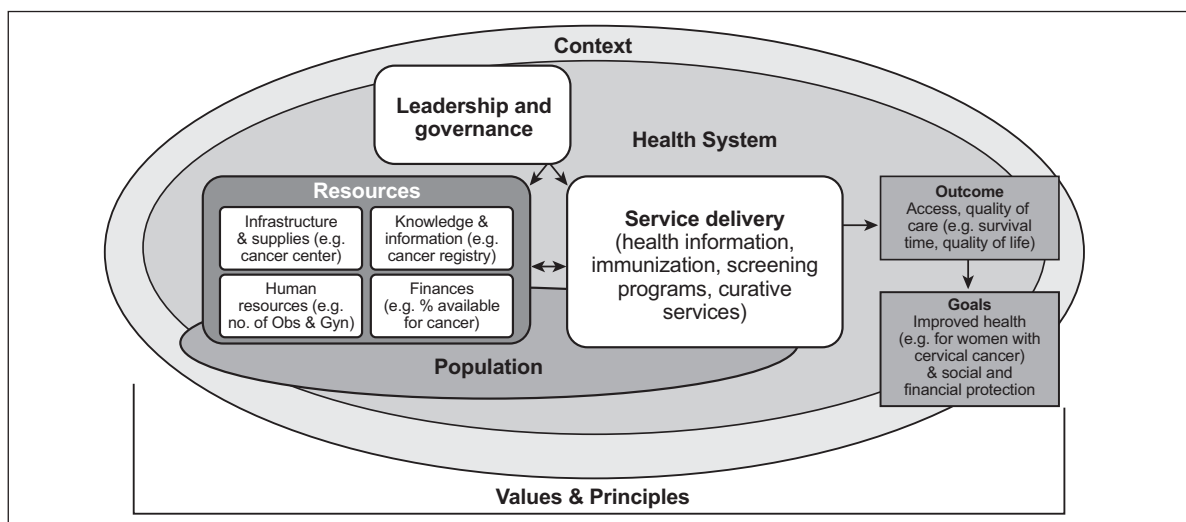 Context
Leadership and
governance
Health System
Resources
Infrastructure
& supplies (e.g.
cancer center)
Knowledge &
information (e.g.
cancer registry)
Human
resources (e.g.
no. of Obs & Gyn)
Finances
(e.g. % available
for cancer)
Service delivery
(health information,
immunization, screening
programs, curative
services)
Outcome
Access, quality of
care (e.g. survival
time, quality of life)
Goals
Improved health
(e.g. for women with
cervical cancer)
& social and
financial protection
Population
Values & Principles